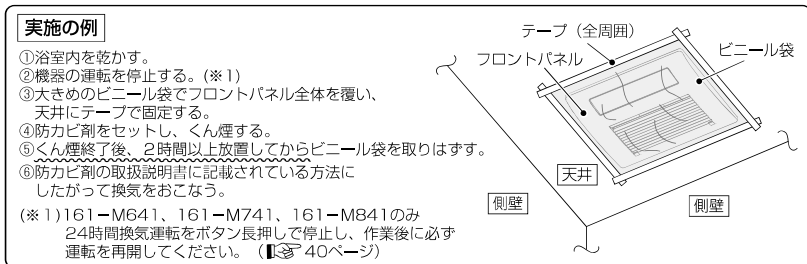 実施の例
①浴室内を乾かす。
②機器の運転を停止する。(※1)
③大きめのビニール袋でフロントパネル全体を覆い、
天井にテープで固定する。
④防カビ剤をセットし、くん煙する。
⑤くん煙終了後、2時間以上放置してからビニール袋を取りはずす。
⑥防カビ剤の取扱説明書に記載されている方法に
したがって換気をおこなう。
(※1)161-M641、161-M741、161-M841のみ
24時間換気運転をボタン長押しで停止し、作業後に必ず
運転を再開してください。(40ページ)
テープ(全周囲)
フロントパネル
ビニール袋
天井
側壁
側壁